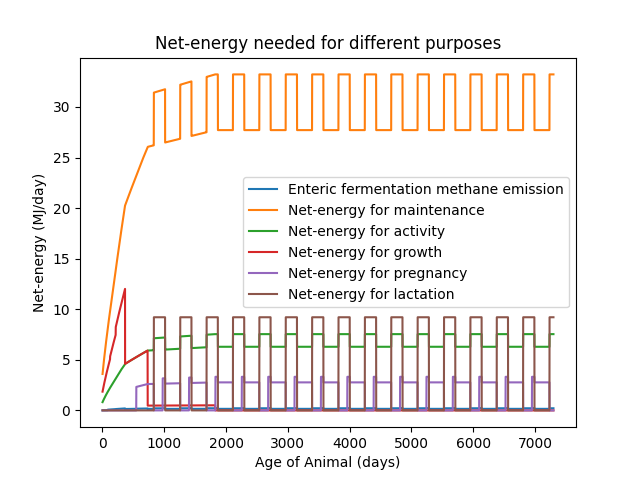 Net-energy needed for different purposes
Net-energy (MJ/day)
30
25
20
15
10
5
0
Enteric fermentation methane emission
Net-energy for maintenance
Net-energy for activity
Net-energy for growth
Net-energy for pregnancy
Net-energy for lactation
0 1000 2000 3000 4000 5000 6000 7000
Age of Animal (days)